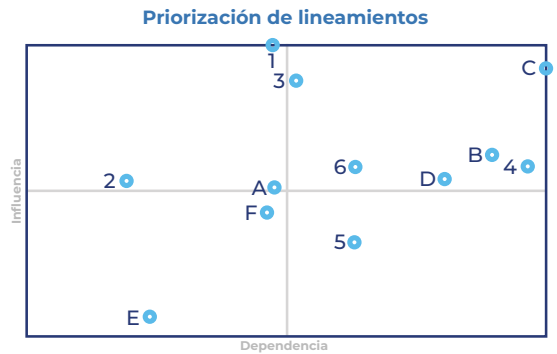 Priorización de lineamientos
1
3
C
B
6
4
2
A
D
F
5
E
Influencia
Dependencia